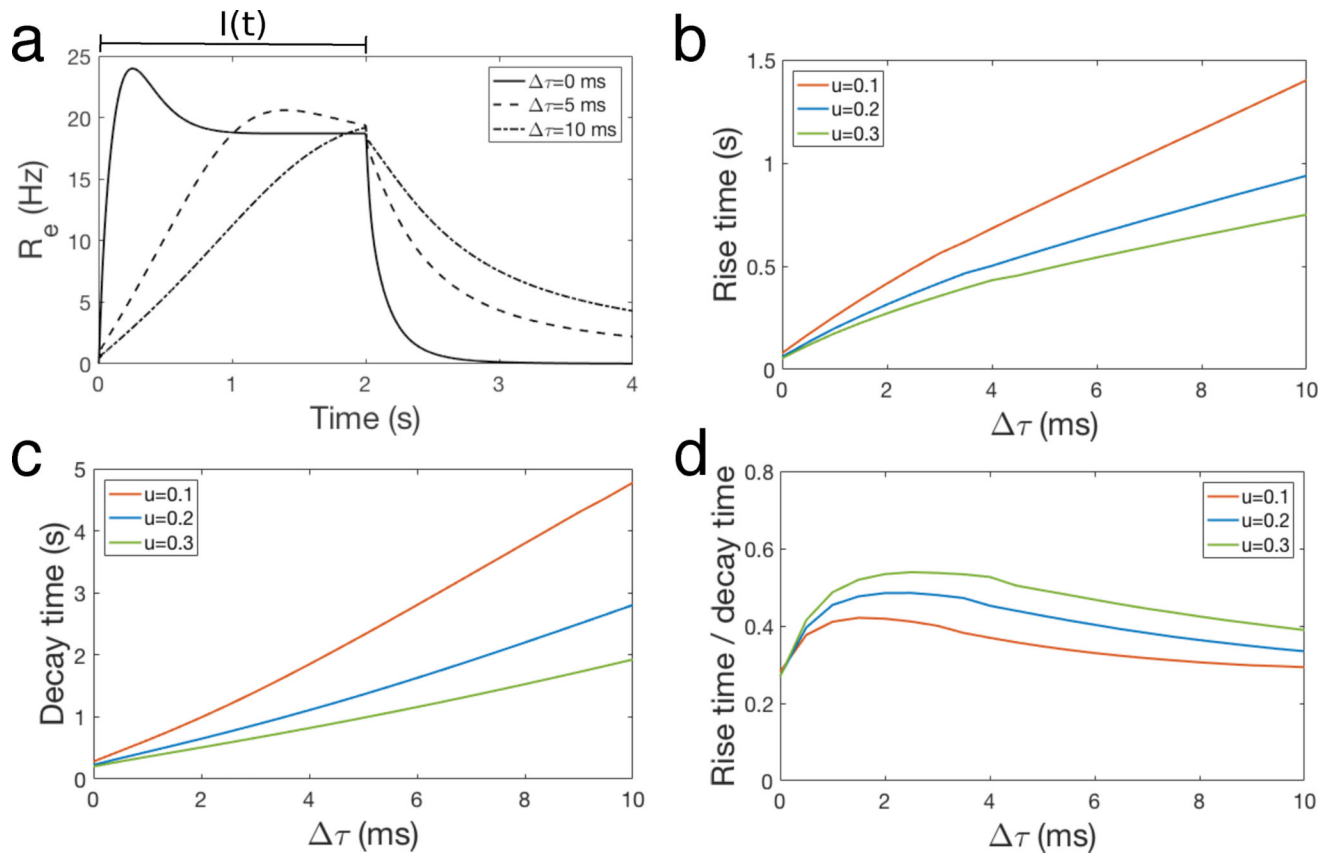 a
I(t)
25
20
15
10
5
0
R_e (Hz)
0 1 2 3 4
Time (s)
Δτ=0 ms
Δτ=5 ms
Δτ=10 ms
b
1.5
1
0.5
0
Rise time (s)
0 2 4 6 8 10
Δτ (ms)
u=0.1
u=0.2
u=0.3
c
5
4
3
2
1
0
Decay time (s)
0 2 4 6 8 10
Δτ (ms)
u=0.1
u=0.2
u=0.3
d
0.8
0.6
0.4
0.2
0
Rise time / decay time
0 2 4 6 8 10
Δτ (ms)
u=0.1
u=0.2
u=0.3